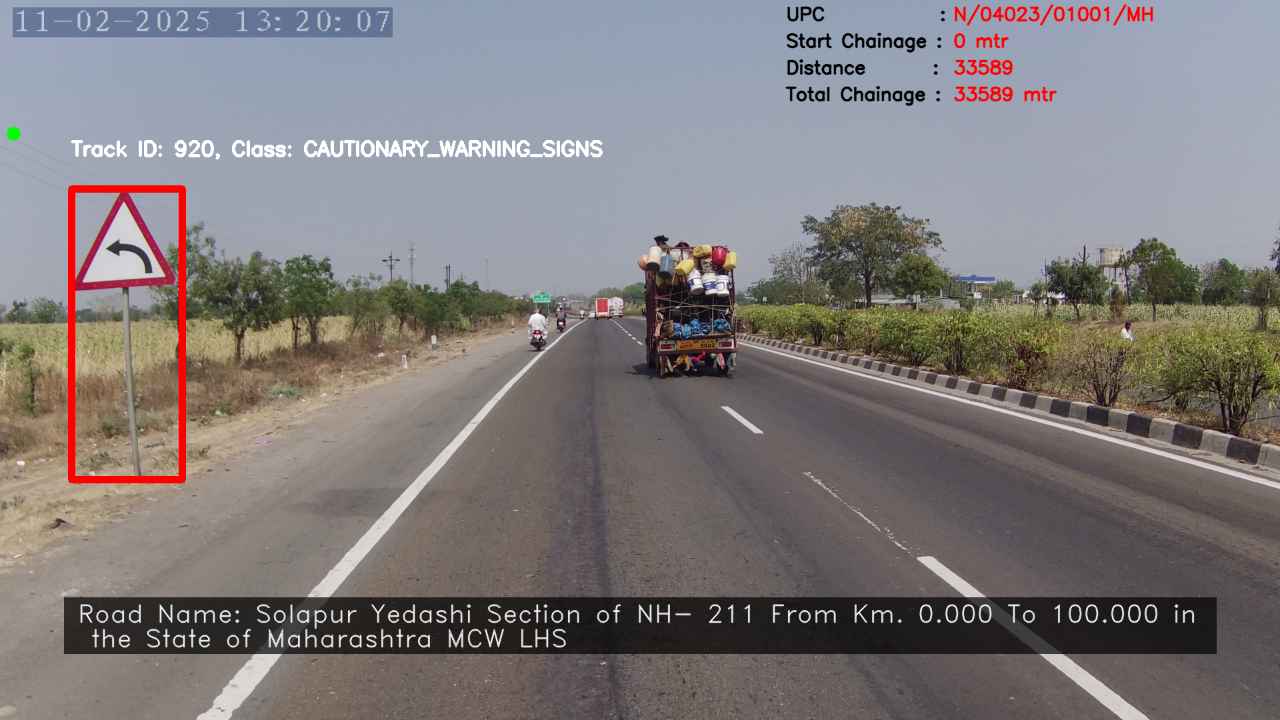 11-02-2025 13:20:07
UPC : N/04023/01001/MH
Start Chainage : 0 mtr
Distance : 33589
Total Chainage : 33589 mtr
Track ID: 920, Class: CAUTIONARY_WARNING_SIGNS
Road Name: Solapur Yedashi Section of NH- 211 From Km. 0.000 To 100.000 in
the State of Maharashtra MCW LHS